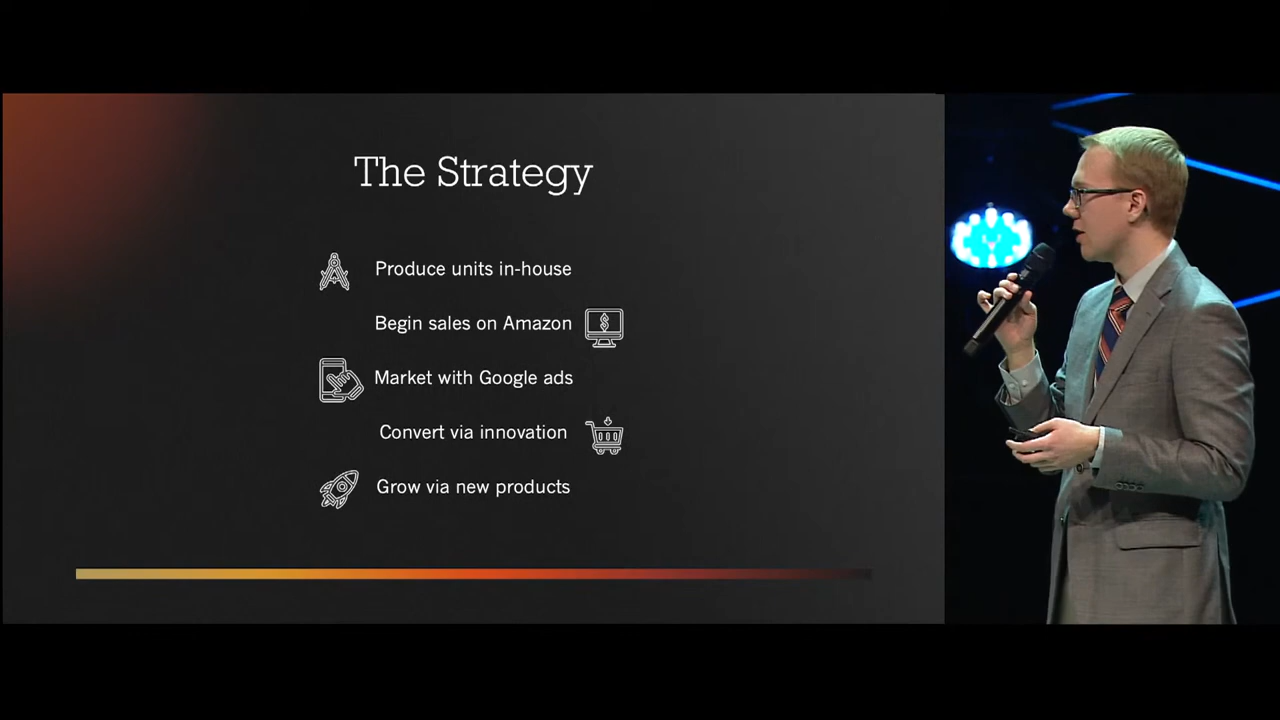 The Strategy
Produce units in-house
Begin sales on Amazon
Market with Google ads
Convert via innovation
Grow via new products